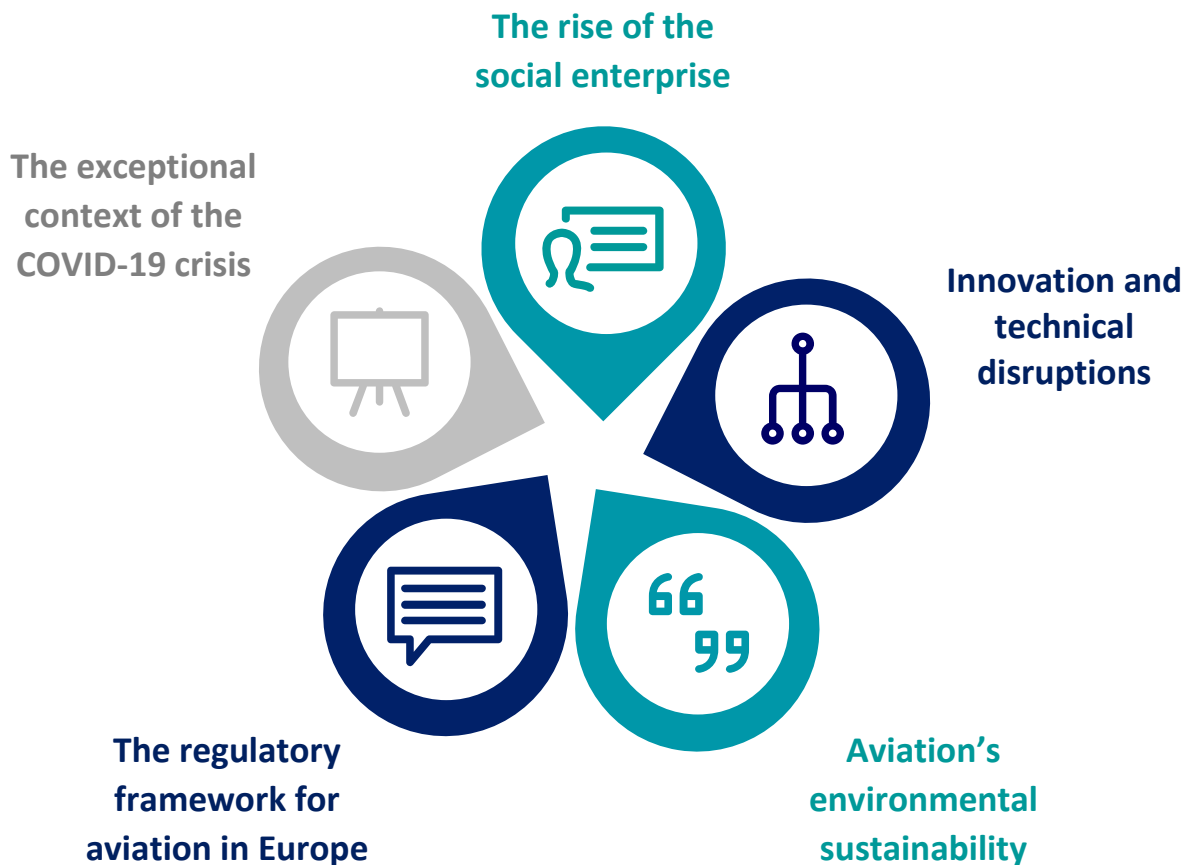 The rise of the
social enterprise
The exceptional
context of the
COVID-19 crisis
Innovation and
technical
disruptions
The regulatory
framework for
aviation in Europe
Aviation’s
environmental
sustainability